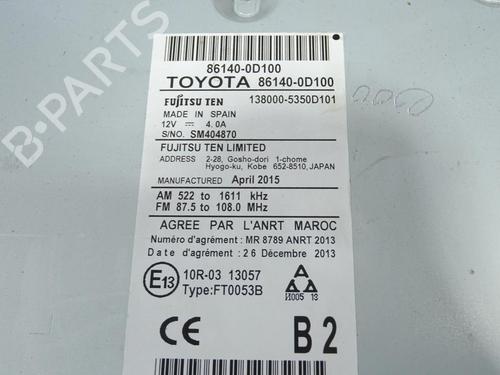 86140-0D100
TOYOTA 86140-0D100
FUJITSU TEN 138000-5350D101
MADE IN SPAIN
12V 4.0A
S/NO. SM404870
FUJITSU TEN LIMITED
ADDRESS 2-28, Gosho-dori 1-chome
Hyogo-ku, Kobe 652-8510, JAPAN
MANUFACTURED April 2015
AM 522 to 1611 kHz
FM 87.5 to 108.0 MHz
AGREE PAR L'ANRT MAROC
Numéro d'agrément: MR 8789 ANRT 2013
Date d'agrément: 26 Décembre 2013
E13 10R-03 13057
Type:FT0053B
И005 13
CE B2
B-PARTS